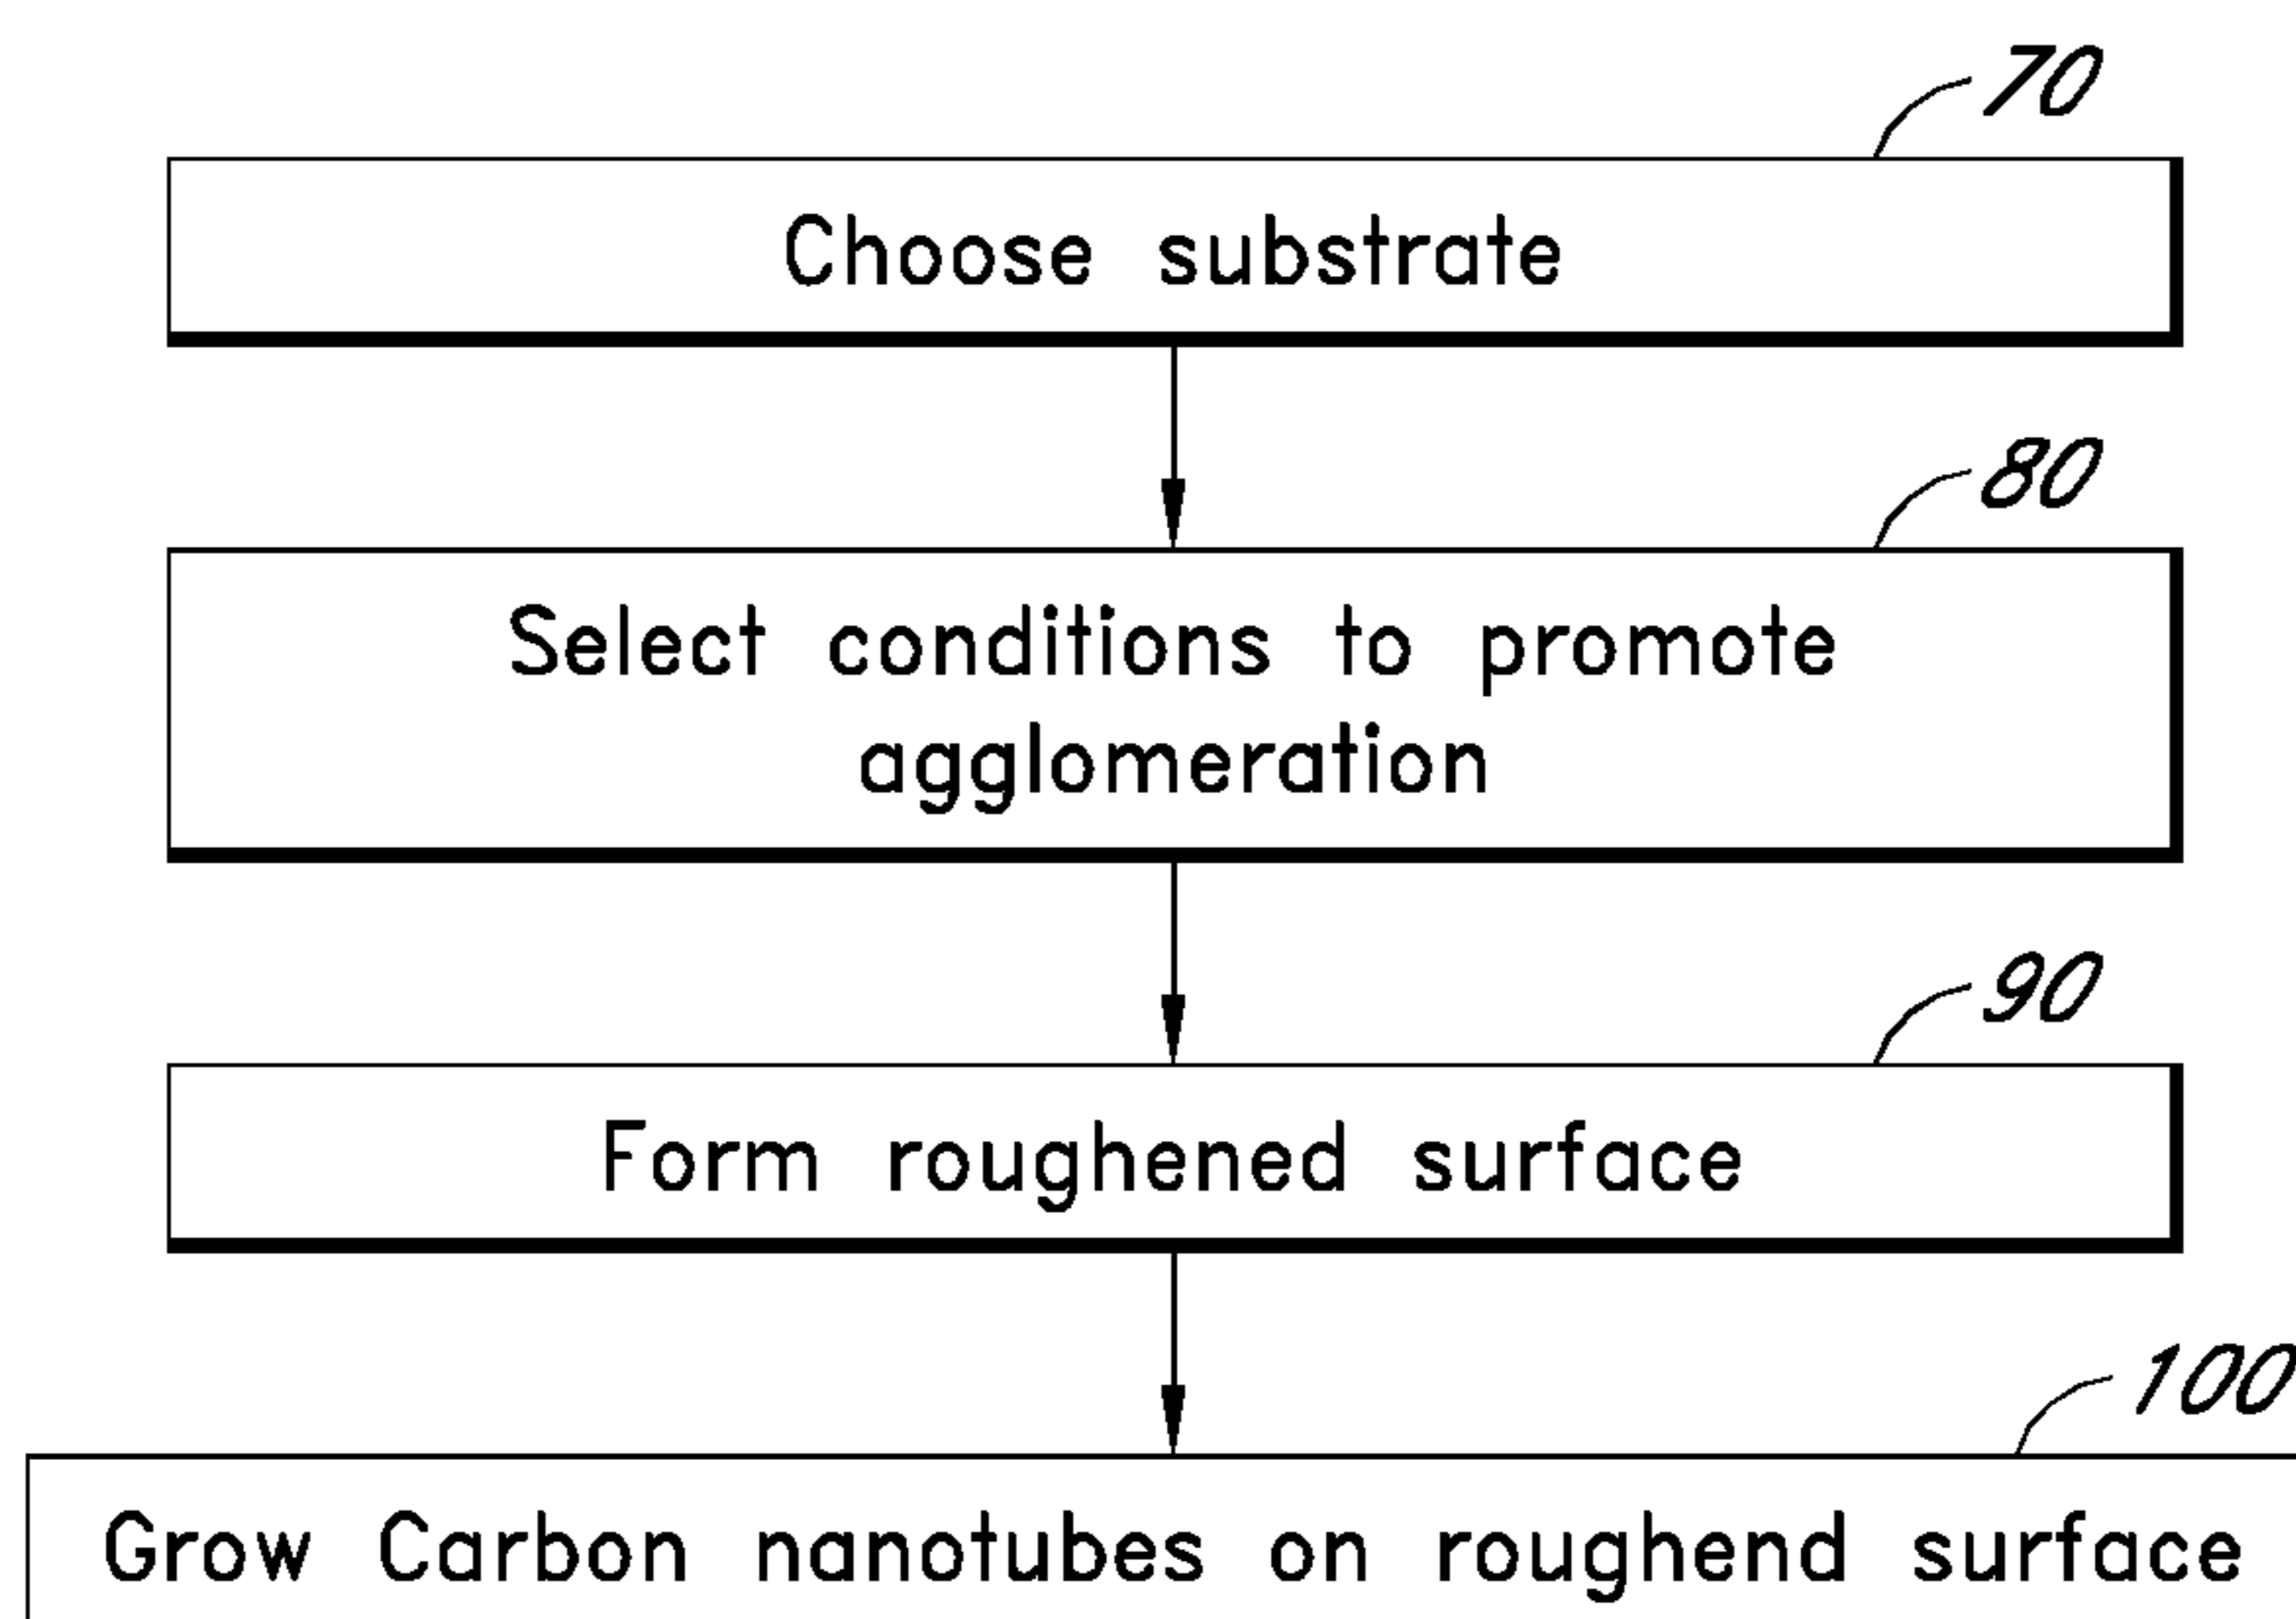 70
Choose substrate
80
Select conditions to promote
agglomeration
90
Form roughened surface
100
Grow Carbon nanotubes on roughend surface